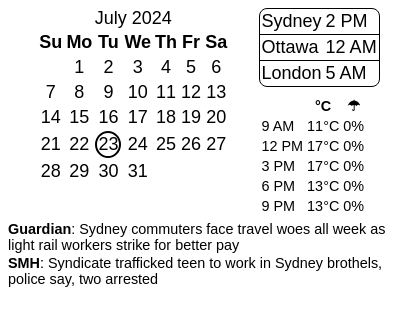 July 2024
Su Mo Tu We Th Fr Sa
1 2 3 4 5 6
7 8 9 10 11 12 13
14 15 16 17 18 19 20
21 22 23 24 25 26 27
28 29 30 31
Sydney 2 PM
Ottawa 12 AM
London 5 AM
°C ☂
9 AM 11°C 0%
12 PM 17°C 0%
3 PM 17°C 0%
6 PM 13°C 0%
9 PM 13°C 0%
Guardian: Sydney commuters face travel woes all week as
light rail workers strike for better pay
SMH: Syndicate trafficked teen to work in Sydney brothels,
police say, two arrested